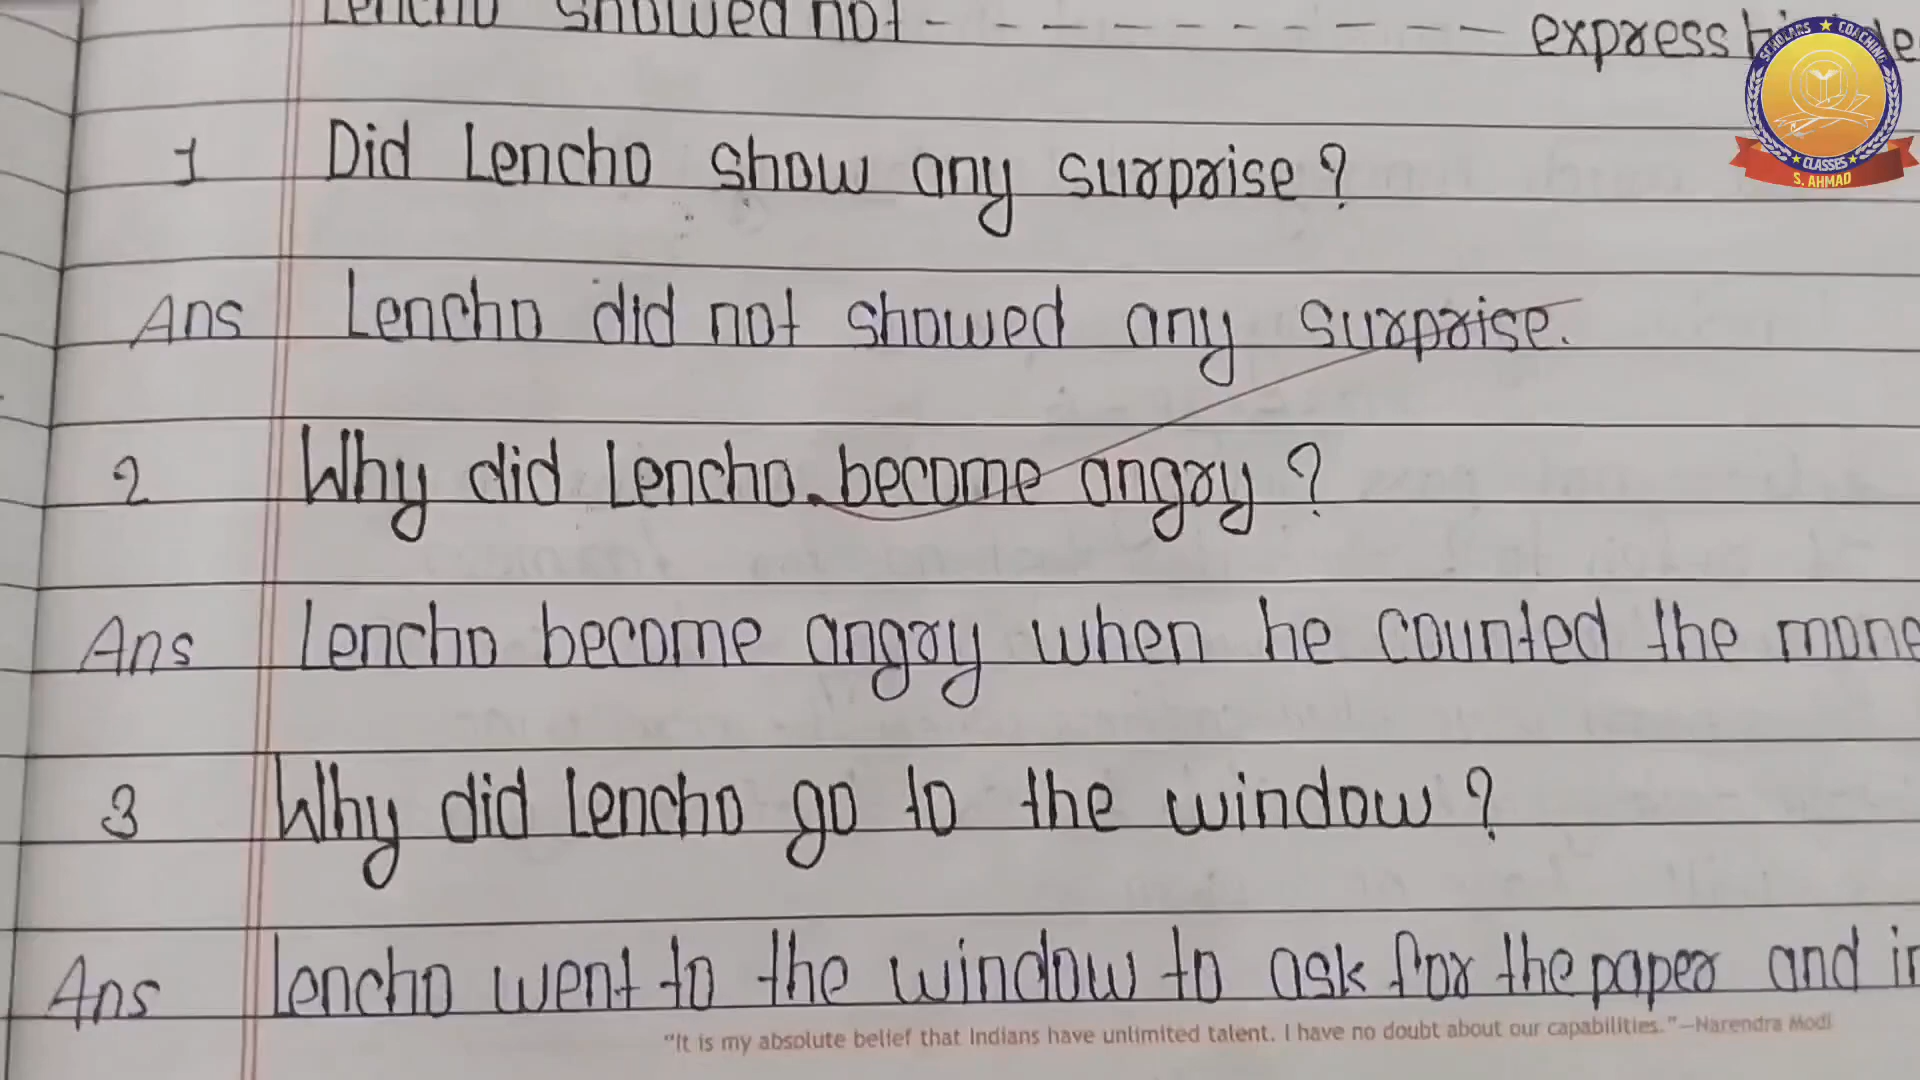 Lencho showed not - - - - - - - - - - - express
SCHOLARS ★ COACHING
★ CLASSES ★
S. AHMAD
1 Did Lencho show any surprise?
Ans Lencho did not showed any surprise.
2 Why did Lencho become angry?
Ans Lencho become angry when he counted the mone
3 Why did Lencho go to the window?
Ans Lencho went to the window to ask for the paper and in
"It is my absolute belief that Indians have unlimited talent. I have no doubt about our capabilities."—Narendra Modi